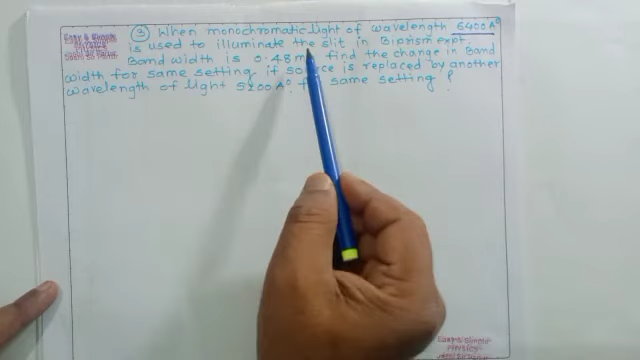 ③ When monochromatic light of wavelength 6400 A°
is used to illuminate the slit in Biprism expt
Band width is 0.48 find the change in Band
width for same setting if is replaced by another
wavelength of light 5200 A° same setting ?